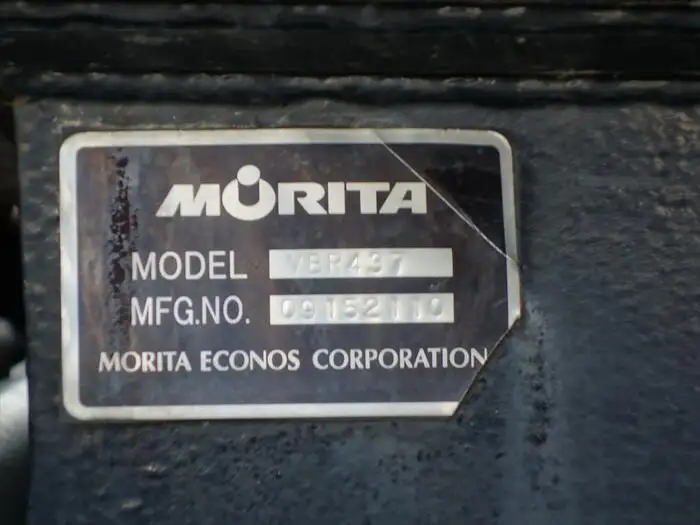 MORITA
MODEL VBR437
MFG.NO. 09152110
MORITA ECONOS CORPORATION